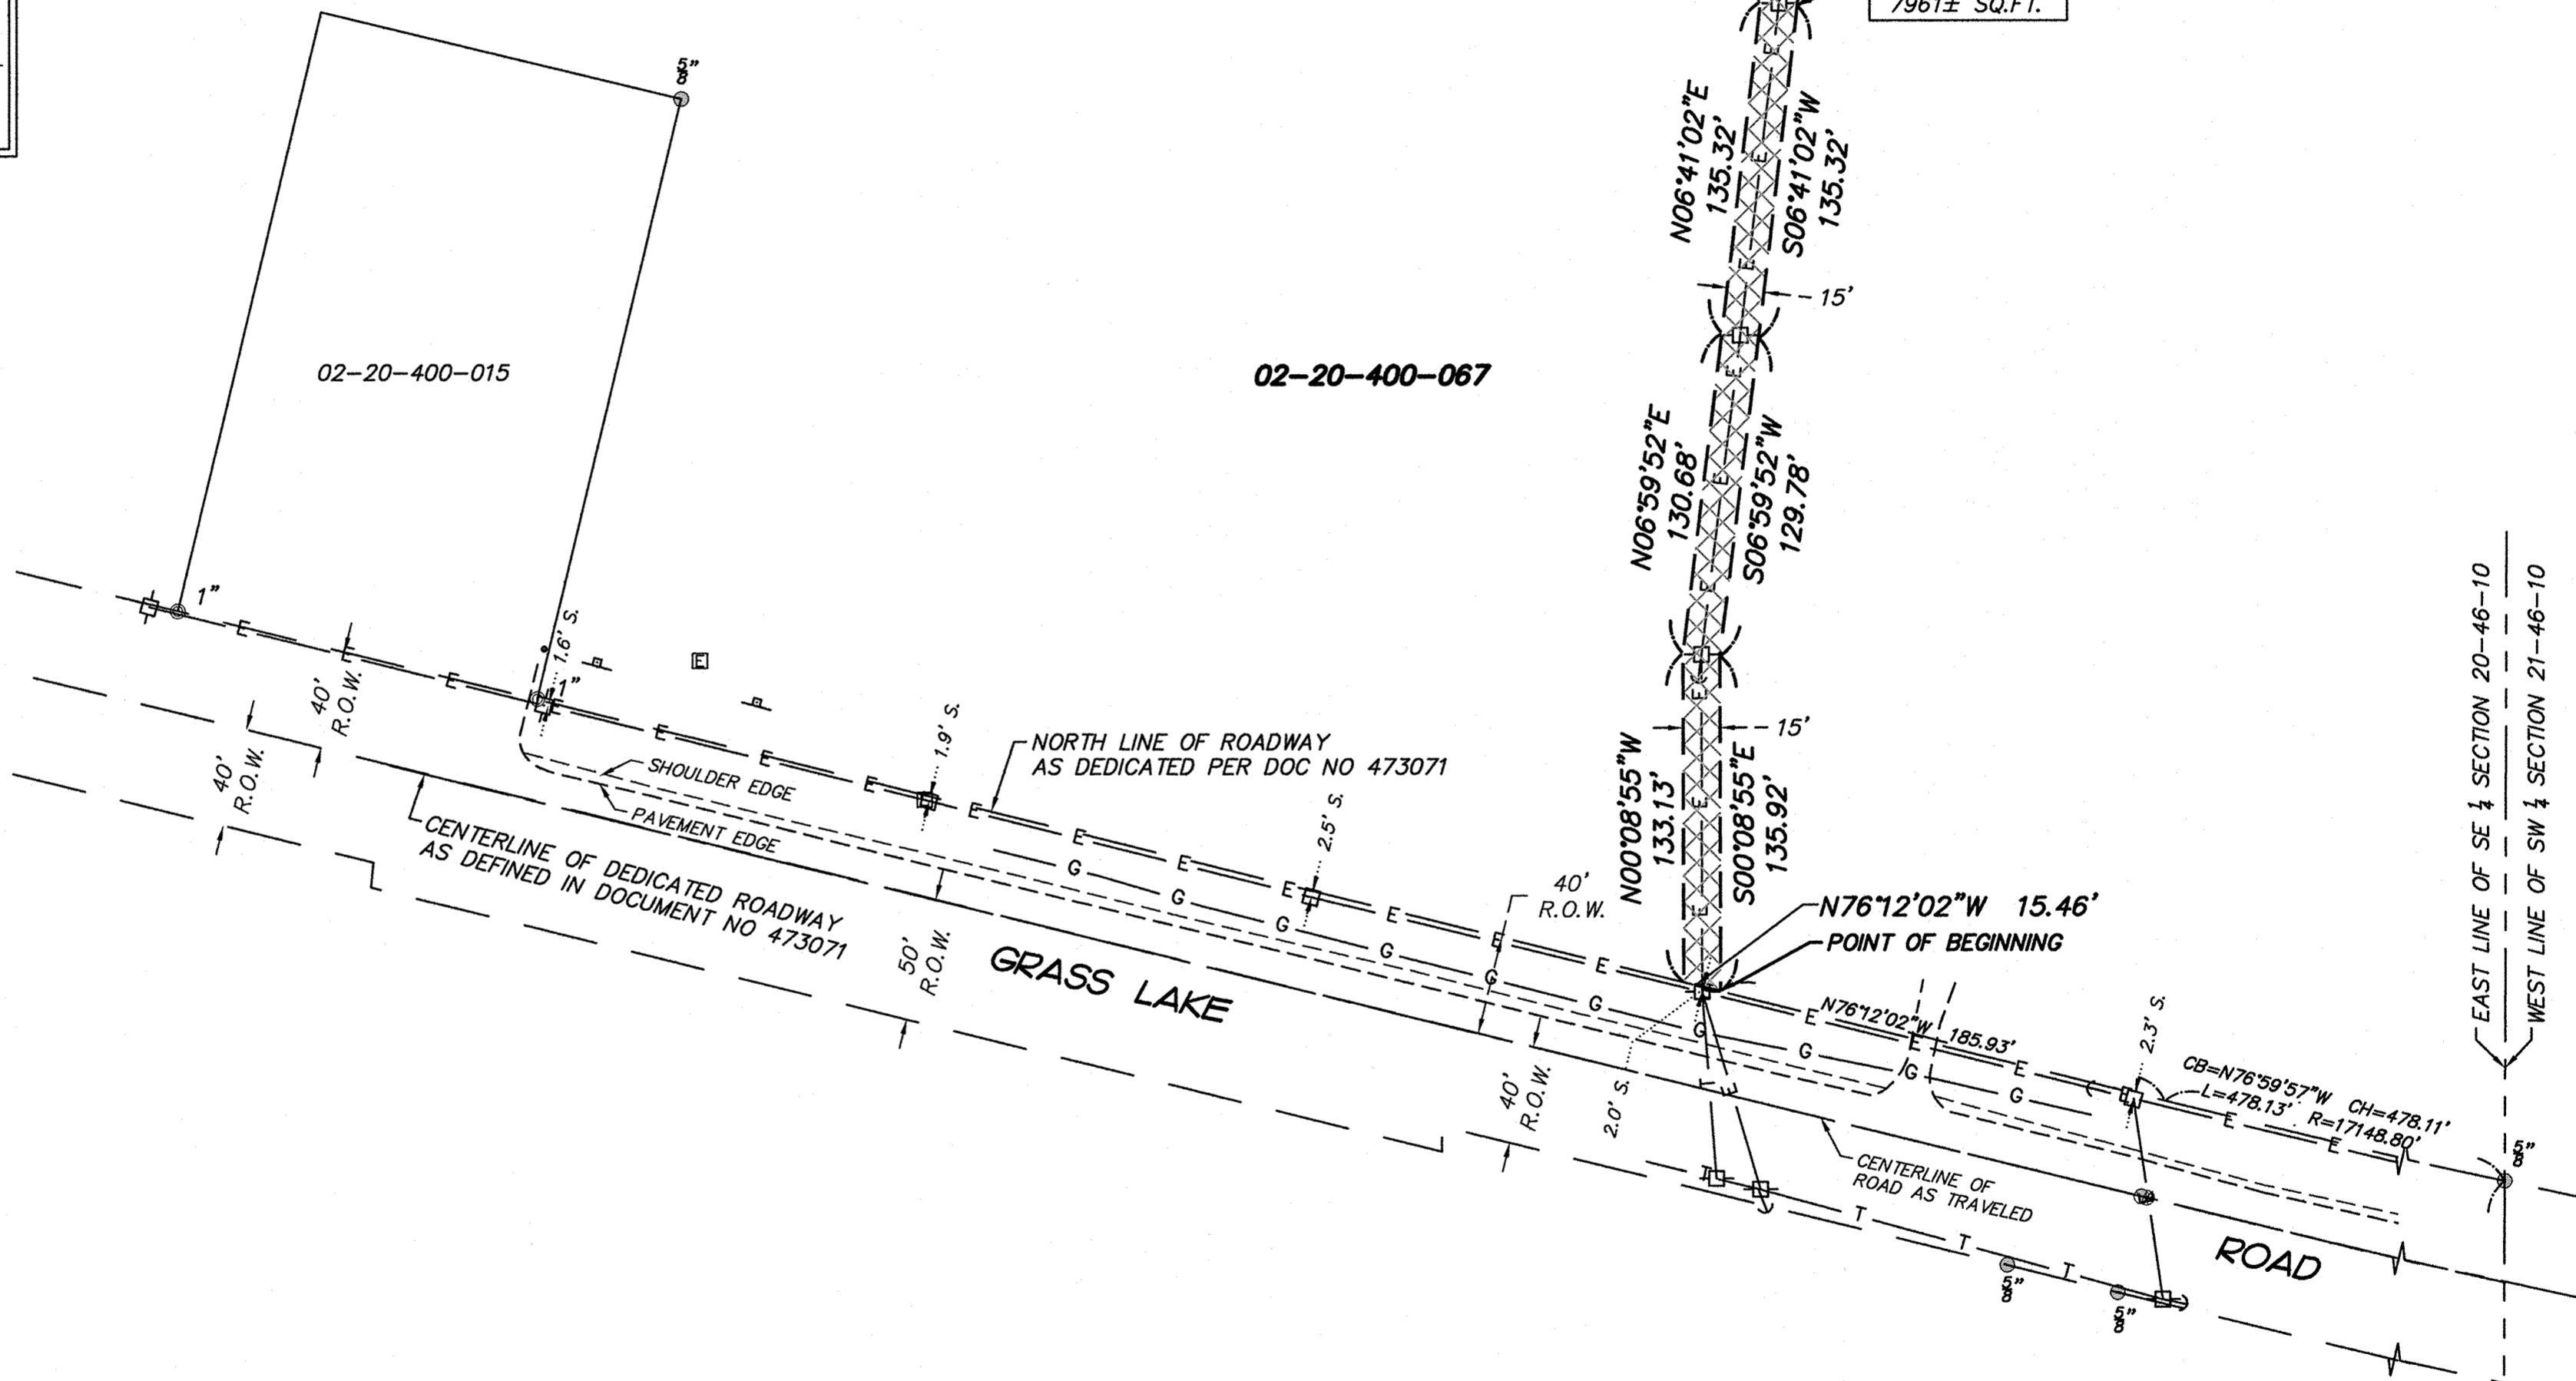 7961± SQ.FT.
5/8"
N06°41'02"E
135.32'
S06°41'02"W
135.32'
15'
02-20-400-015
02-20-400-067
N06°59'52"E
130.68'
S06°59'52"W
129.78'
1"
E
1.6' S.
1"
E
40'
R.O.W.
40'
R.O.W.
1.9' S.
NORTH LINE OF ROADWAY
AS DEDICATED PER DOC NO 473071
SHOULDER EDGE
PAVEMENT EDGE
CENTERLINE OF DEDICATED ROADWAY
AS DEFINED IN DOCUMENT NO 473071
2.5' S.
50'
R.O.W.
GRASS LAKE
40'
R.O.W.
15'
N00°08'55"W
133.13'
S00°08'55"E
135.92'
N76°12'02"W 15.46'
POINT OF BEGINNING
E
G
T
N76°12'02"W 185.93'
2.0' S.
40'
R.O.W.
2.3' S.
CB=N76°59'57"W CH=478.11'
L=478.13' R=17148.80'
CENTERLINE OF
ROAD AS TRAVELED
EAST LINE OF SE ¼ SECTION 20-46-10
WEST LINE OF SW ¼ SECTION 21-46-10
5/8"
ROAD
5/8"
5/8"